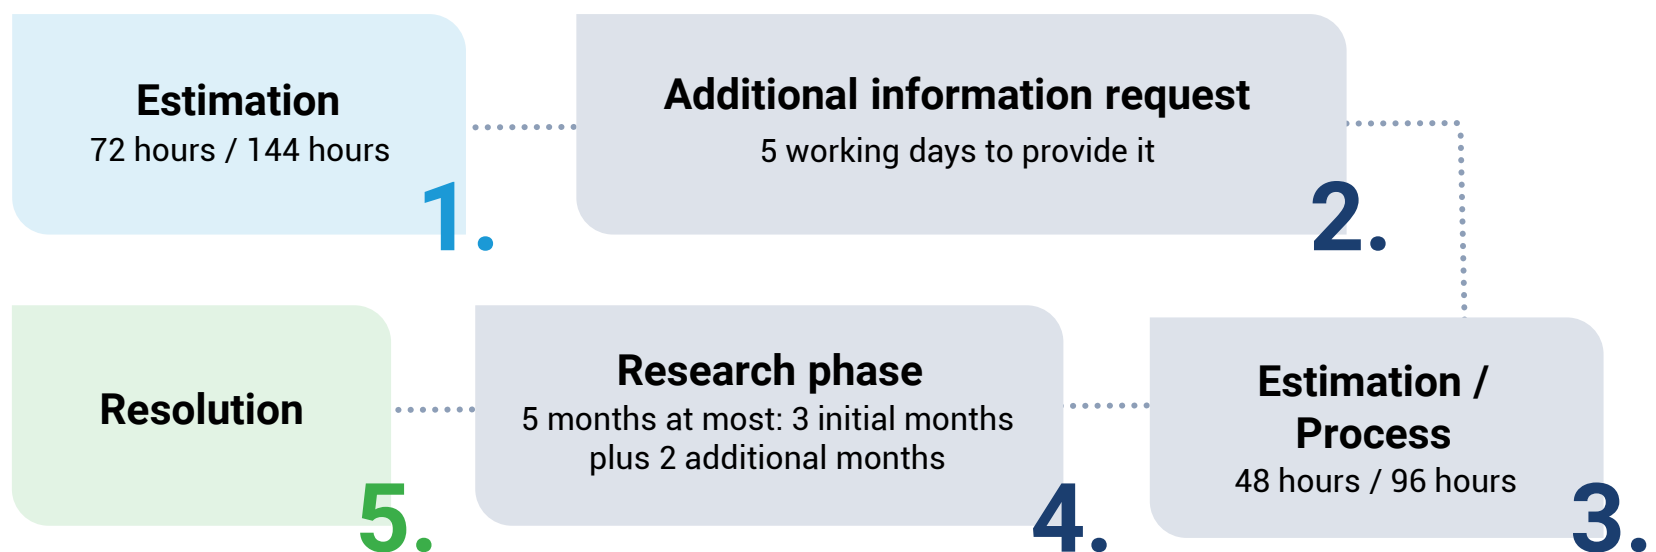 Estimation
72 hours / 144 hours
1.
Additional information request
5 working days to provide it
2.
Estimation /
Process
48 hours / 96 hours
3.
Research phase
5 months at most: 3 initial months
plus 2 additional months
4.
Resolution
5.